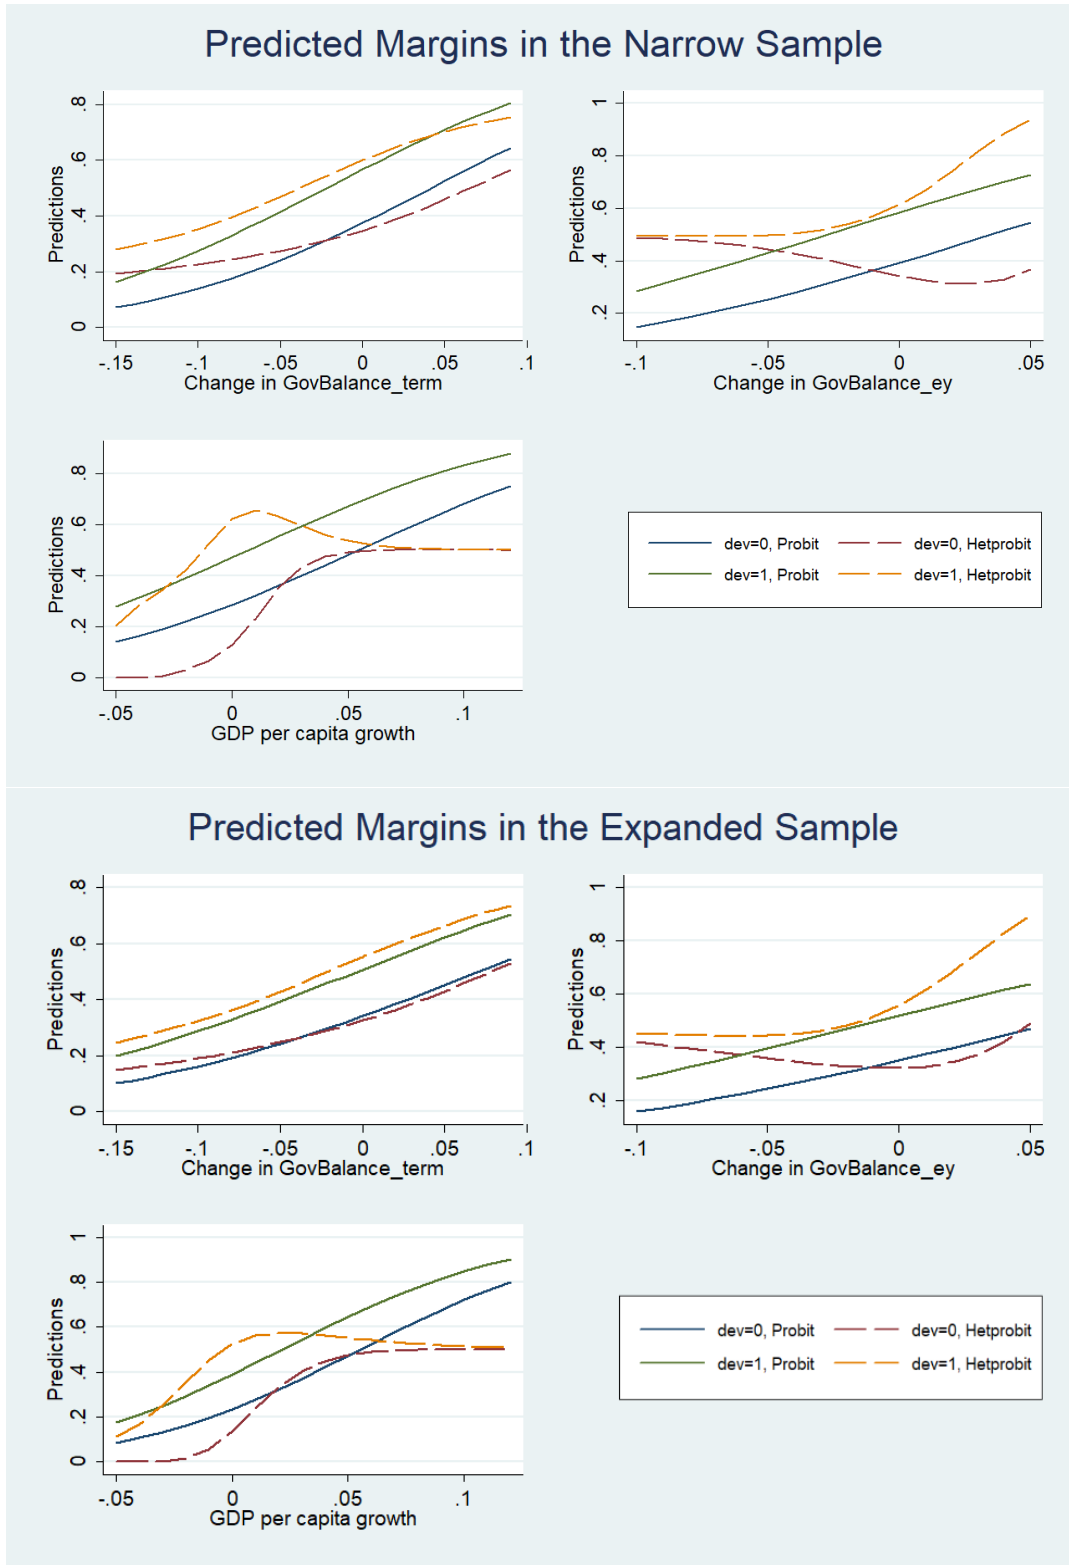 Predicted Margins in the Narrow Sample
Predictions
0 .2 .4 .6 .8
-.15 -.1 -.05 0 .05 .1
Change in GovBalance_term
Predictions
.2 .4 .6 .8 1
-.1 -.05 0 .05
Change in GovBalance_ey
Predictions
0 .2 .4 .6 .8
-.05 0 .05 .1
GDP per capita growth
dev=0, Probit dev=0, Hetprobit
dev=1, Probit dev=1, Hetprobit
Predicted Margins in the Expanded Sample
Predictions
0 .2 .4 .6 .8
-.15 -.1 -.05 0 .05 .1
Change in GovBalance_term
Predictions
.2 .4 .6 .8 1
-.1 -.05 0 .05
Change in GovBalance_ey
Predictions
0 .2 .4 .6 .8 1
-.05 0 .05 .1
GDP per capita growth
dev=0, Probit dev=0, Hetprobit
dev=1, Probit dev=1, Hetprobit